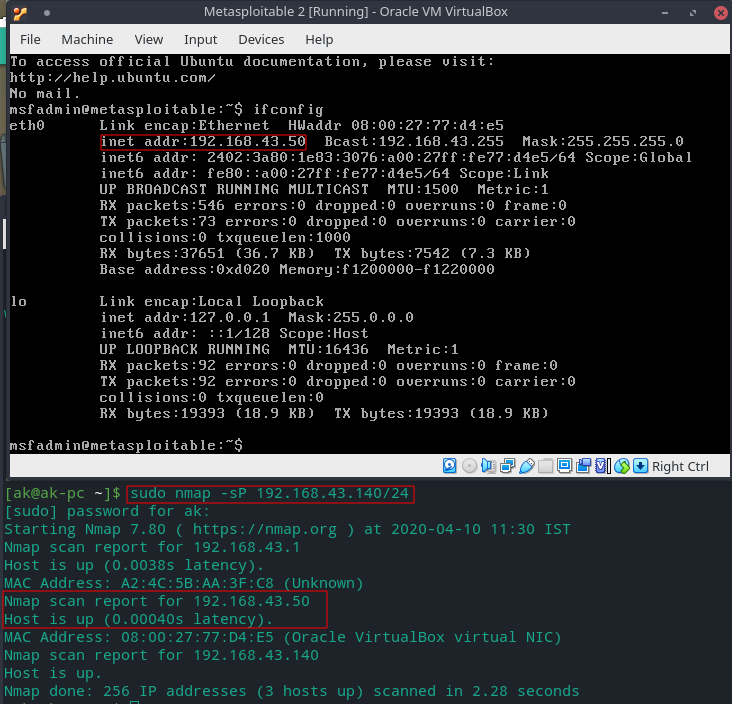 Metasploitable 2 [Running] - Oracle VM VirtualBox
File Machine View Input Devices Help
To access official Ubuntu documentation, please visit:
http://help.ubuntu.com/
No mail.
msfadmin@metasploitable:~$ ifconfig
eth0 Link encap:Ethernet HWaddr 08:00:27:77:d4:e5
inet addr:192.168.43.50 Bcast:192.168.43.255 Mask:255.255.255.0
inet6 addr: 2402:3a80:1e83:3076:a00:27ff:fe77:d4e5/64 Scope:Global
inet6 addr: fe80::a00:27ff:fe77:d4e5/64 Scope:Link
UP BROADCAST RUNNING MULTICAST MTU:1500 Metric:1
RX packets:546 errors:0 dropped:0 overruns:0 frame:0
TX packets:73 errors:0 dropped:0 overruns:0 carrier:0
collisions:0 txqueuelen:1000
RX bytes:37651 (36.7 KB) TX bytes:7542 (7.3 KB)
Base address:0xd020 Memory:f1200000-f1220000
lo Link encap:Local Loopback
inet addr:127.0.0.1 Mask:255.0.0.0
inet6 addr: ::1/128 Scope:Host
UP LOOPBACK RUNNING MTU:16436 Metric:1
RX packets:92 errors:0 dropped:0 overruns:0 frame:0
TX packets:92 errors:0 dropped:0 overruns:0 carrier:0
collisions:0 txqueuelen:0
RX bytes:19393 (18.9 KB) TX bytes:19393 (18.9 KB)
msfadmin@metasploitable:~$
Right Ctrl
[ak@ak-pc ~]$ sudo nmap -sP 192.168.43.140/24
[sudo] password for ak:
Starting Nmap 7.80 ( https://nmap.org ) at 2020-04-10 11:30 IST
Nmap scan report for 192.168.43.1
Host is up (0.0038s latency).
MAC Address: A2:4C:5B:AA:3F:C8 (Unknown)
Nmap scan report for 192.168.43.50
Host is up (0.00040s latency).
MAC Address: 08:00:27:77:D4:E5 (Oracle VirtualBox virtual NIC)
Nmap scan report for 192.168.43.140
Host is up.
Nmap done: 256 IP addresses (3 hosts up) scanned in 2.28 seconds